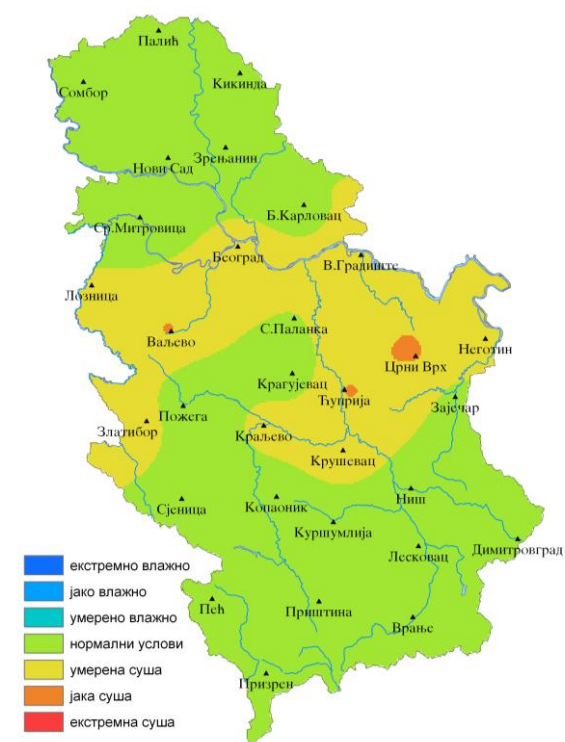 Палић
Сомбор
Кикинда
Зрењанин
Нови Сад
Б.Карловац
Ср.Митровица
Београд
В.Градиште
Лозница
Ваљево
С.Паланка
Неготин
Црни Врх
Крагујевац
Ћуприја
Зајечар
Пожега
Златибор
Краљево
Крушевац
Сјеница
Копаоник
Ниш
Куршумлија
Лесковац
Димитровград
Пећ
Приштина
Врање
Призрен
екстремно влажно
јако влажно
умерено влажно
нормални услови
умерена суша
јака суша
екстремна суша